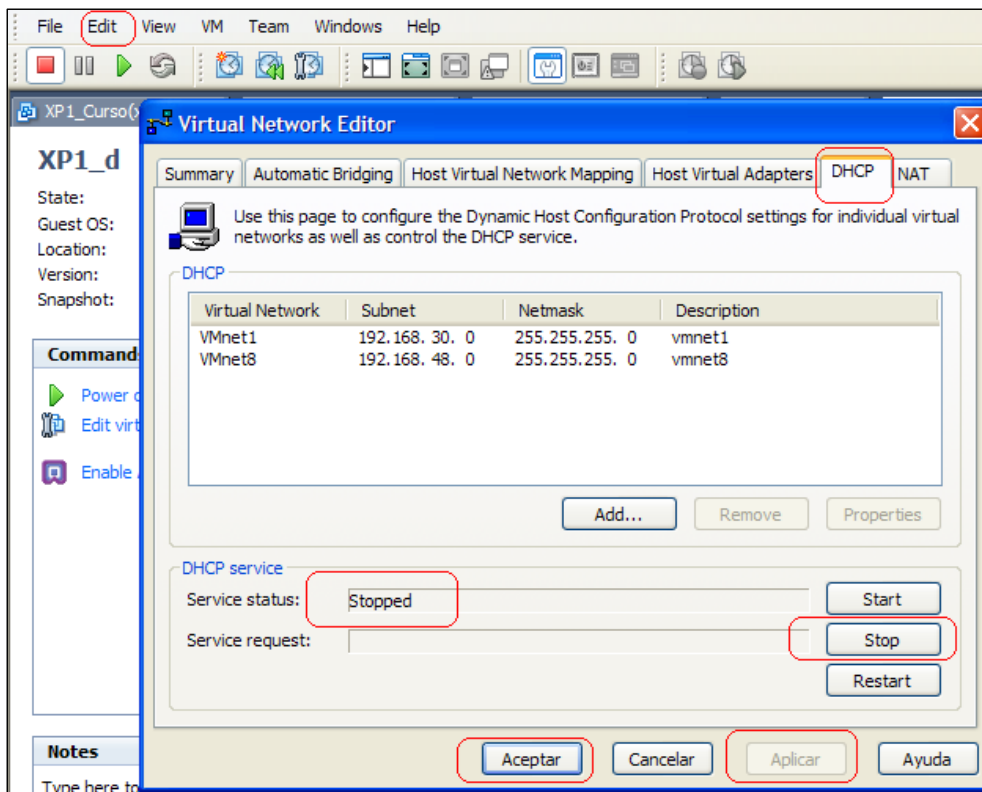 File Edit View VM Team Windows Help
XP1_Curso(
Virtual Network Editor
XP1_d
State:
Guest OS:
Location:
Version:
Snapshot:
Summary Automatic Bridging Host Virtual Network Mapping Host Virtual Adapters DHCP NAT
Use this page to configure the Dynamic Host Configuration Protocol settings for individual virtual
networks as well as control the DHCP service.
DHCP
Virtual Network Subnet Netmask Description
VMnet1 192.168. 30. 0 255.255.255. 0 vmnet1
VMnet8 192.168. 48. 0 255.255.255. 0 vmnet8
Command
Power
Edit virt
Enable
Add... Remove Properties
DHCP service
Service status: Stopped Start
Service request: Stop
Restart
Aceptar Cancelar Aplicar Ayuda
Notes
Type here to